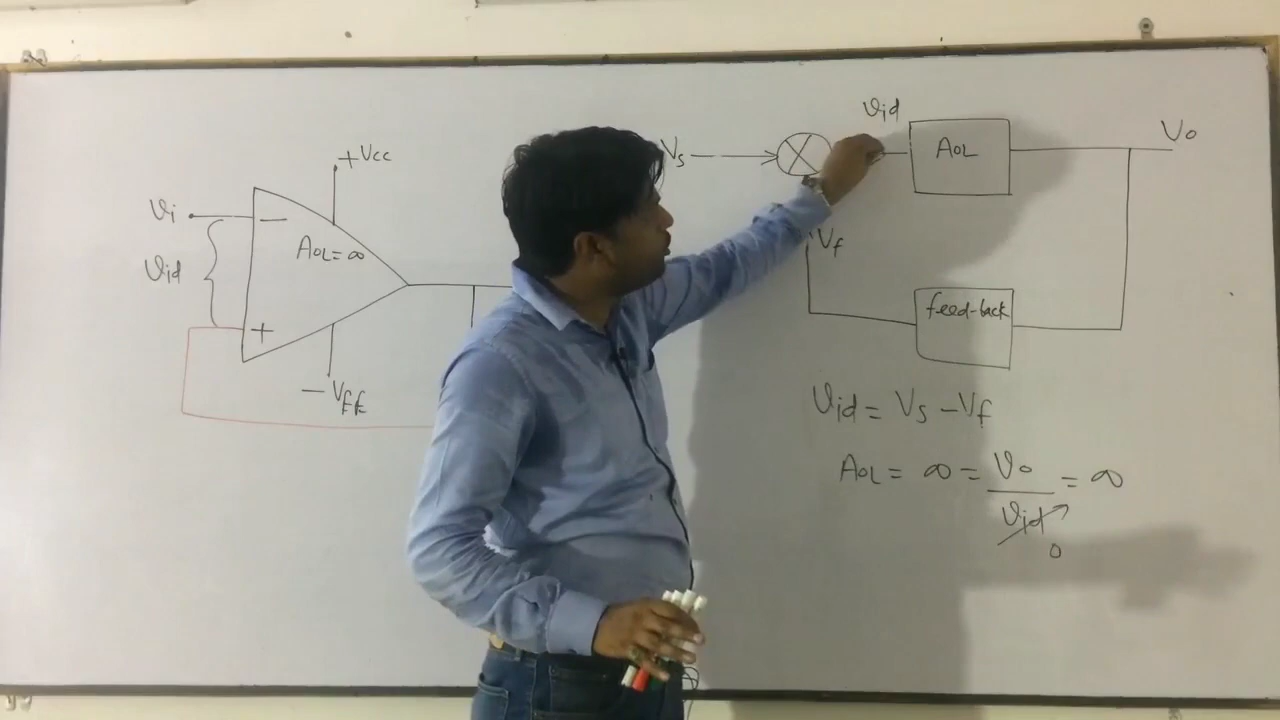 +Vcc
Vi
−
Vid
AOL = ∞
+
−VEE
Vs
Vid
AOL
Vo
Vf
feed-back
Vid = Vs − Vf
AOL = ∞ = Vo / Vid = ∞
0